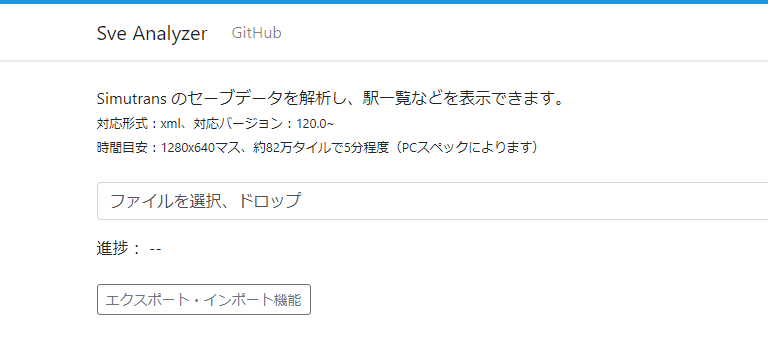 Sve Analyzer GitHub
Simutrans のセーブデータを解析し、駅一覧などを表示できます。
対応形式：xml、対応バージョン：120.0~
時間目安：1280x640マス、約82万タイルで5分程度（PCスペックによります）
ファイルを選択、ドロップ
進捗： --
エクスポート・インポート機能